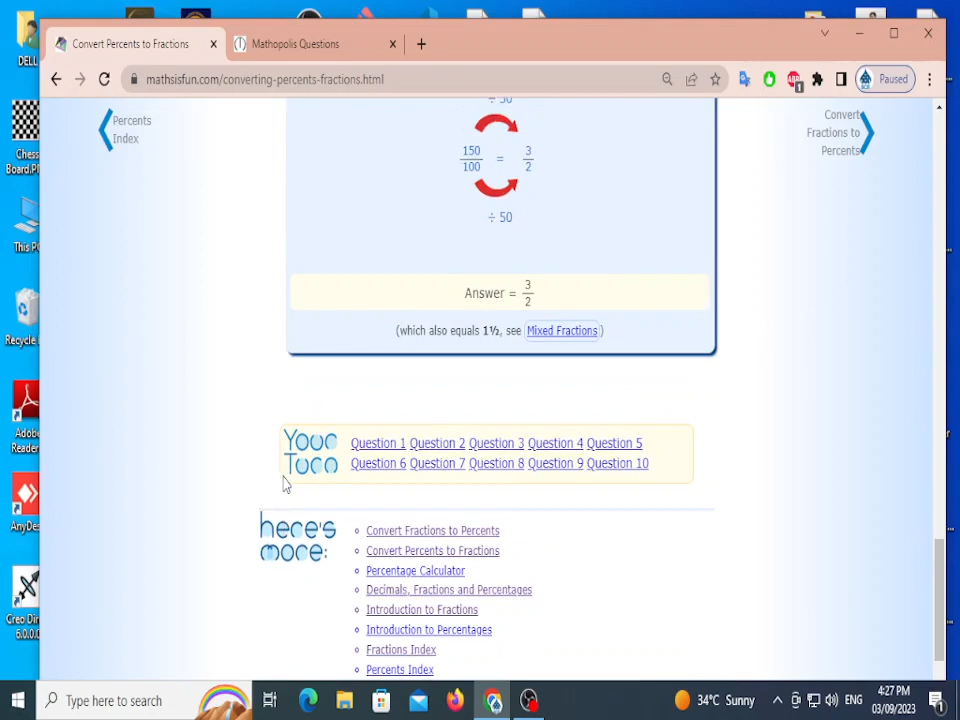 DELL
Chess
Board.P
This P
Recycle
Adobe
Reader
AnyDes
Creo Dir
6.0.0.0
Convert Percents to Fractions
Mathopolis Questions
mathsisfun.com/converting-percents-fractions.html
1
Paused
Percents
Index
Convert
Fractions to
Percents
÷ 50
150
100
=
3
2
÷ 50
Answer = 3/2
(which also equals 1½, see Mixed Fractions)
Your
Turn
Question 1 Question 2 Question 3 Question 4 Question 5
Question 6 Question 7 Question 8 Question 9 Question 10
here's
more:
Convert Fractions to Percents
Convert Percents to Fractions
Percentage Calculator
Decimals, Fractions and Percentages
Introduction to Fractions
Introduction to Percentages
Fractions Index
Percents Index
Type here to search
34°C Sunny
ENG
4:27 PM
03/09/2023
1